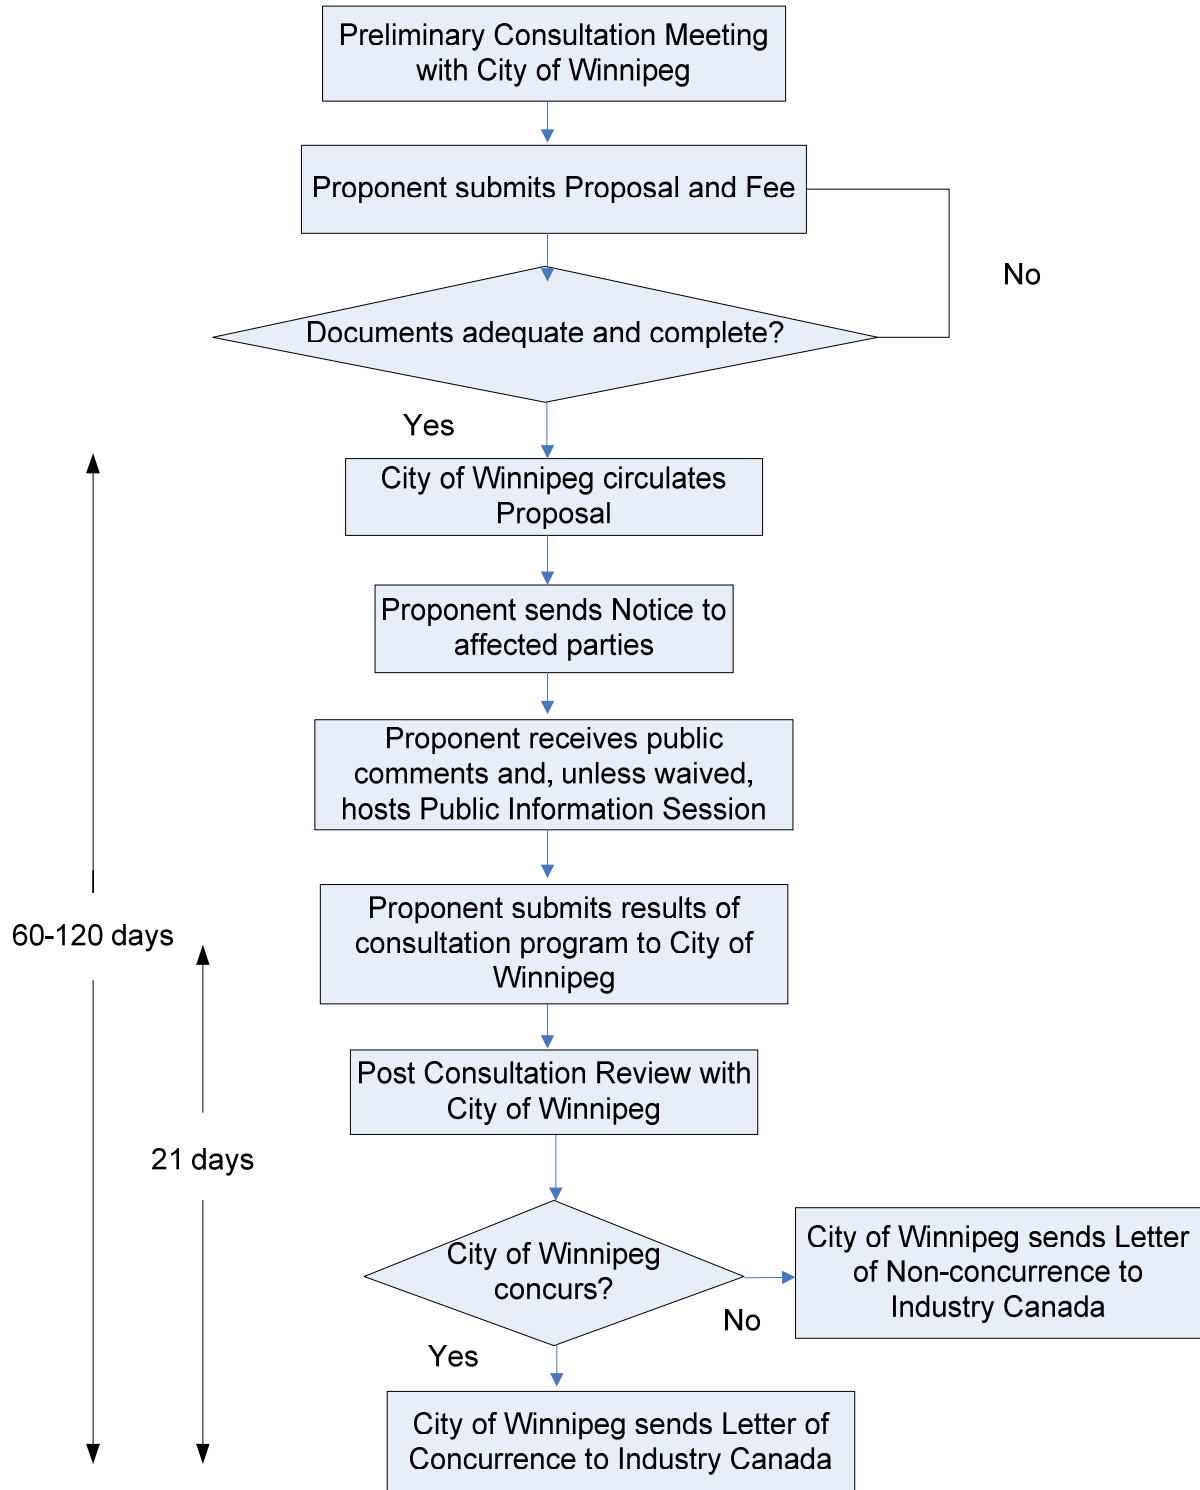 Preliminary Consultation Meeting
with City of Winnipeg
Proponent submits Proposal and Fee
No
Documents adequate and complete?
Yes
City of Winnipeg circulates
Proposal
Proponent sends Notice to
affected parties
Proponent receives public
comments and, unless waived,
hosts Public Information Session
Proponent submits results of
consultation program to City of
Winnipeg
60-120 days
Post Consultation Review with
City of Winnipeg
21 days
City of Winnipeg
concurs?
City of Winnipeg sends Letter
of Non-concurrence to
Industry Canada
No
Yes
City of Winnipeg sends Letter of
Concurrence to Industry Canada